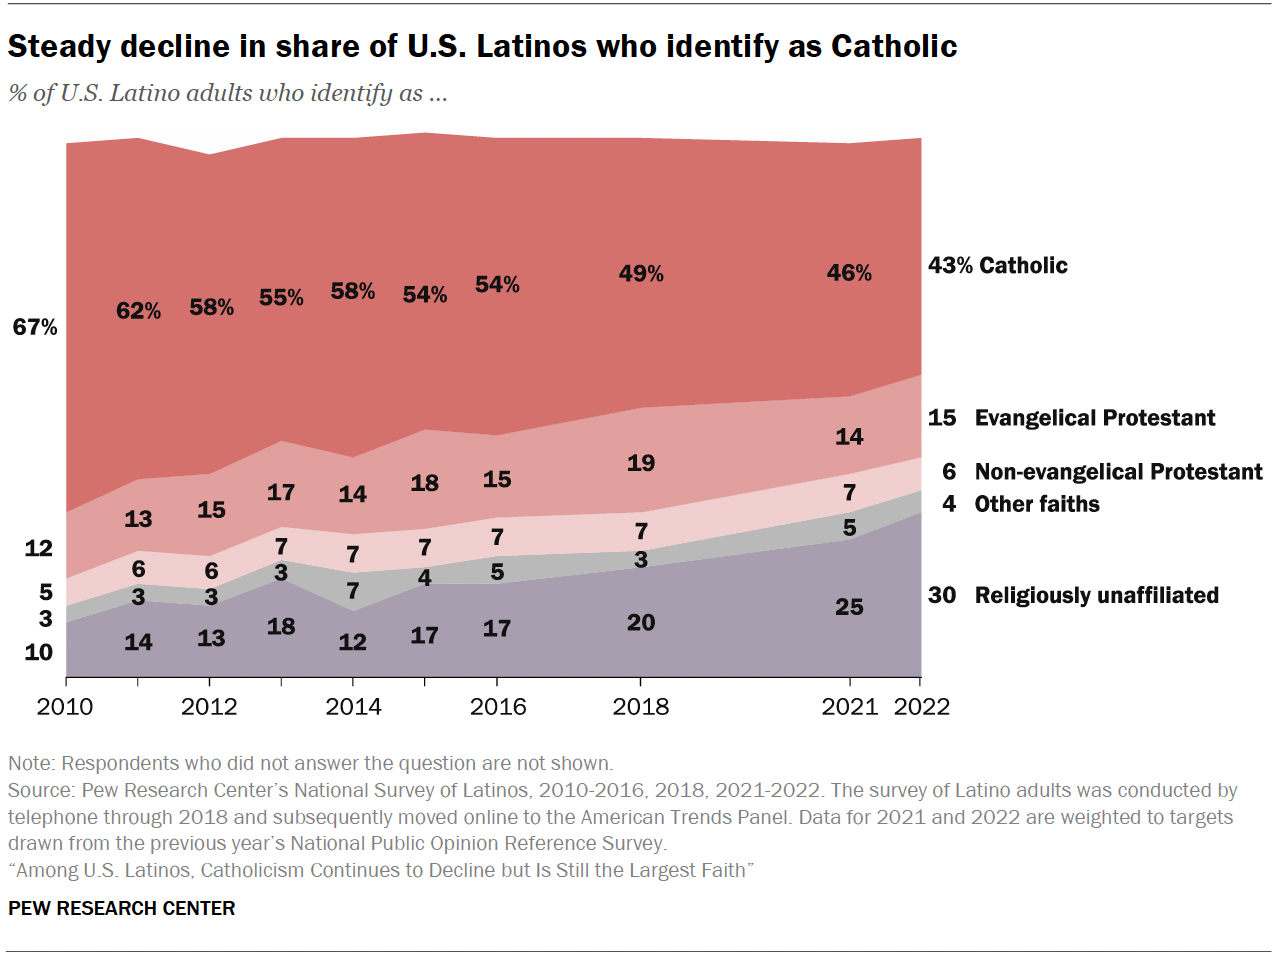 Steady decline in share of U.S. Latinos who identify as Catholic
% of U.S. Latino adults who identify as ...
67% 62% 58% 55% 58% 54% 54% 49% 46% 43% Catholic
12 13 15 17 14 18 15 19 14 15 Evangelical Protestant
5 6 6 7 7 7 7 7 7 6 Non-evangelical Protestant
3 3 3 3 7 4 5 3 5 4 Other faiths
10 14 13 18 12 17 17 20 25 30 Religiously unaffiliated
2010 2012 2014 2016 2018 2021 2022
Note: Respondents who did not answer the question are not shown.
Source: Pew Research Center’s National Survey of Latinos, 2010-2016, 2018, 2021-2022. The survey of Latino adults was conducted by
telephone through 2018 and subsequently moved online to the American Trends Panel. Data for 2021 and 2022 are weighted to targets
drawn from the previous year’s National Public Opinion Reference Survey.
“Among U.S. Latinos, Catholicism Continues to Decline but Is Still the Largest Faith”
PEW RESEARCH CENTER